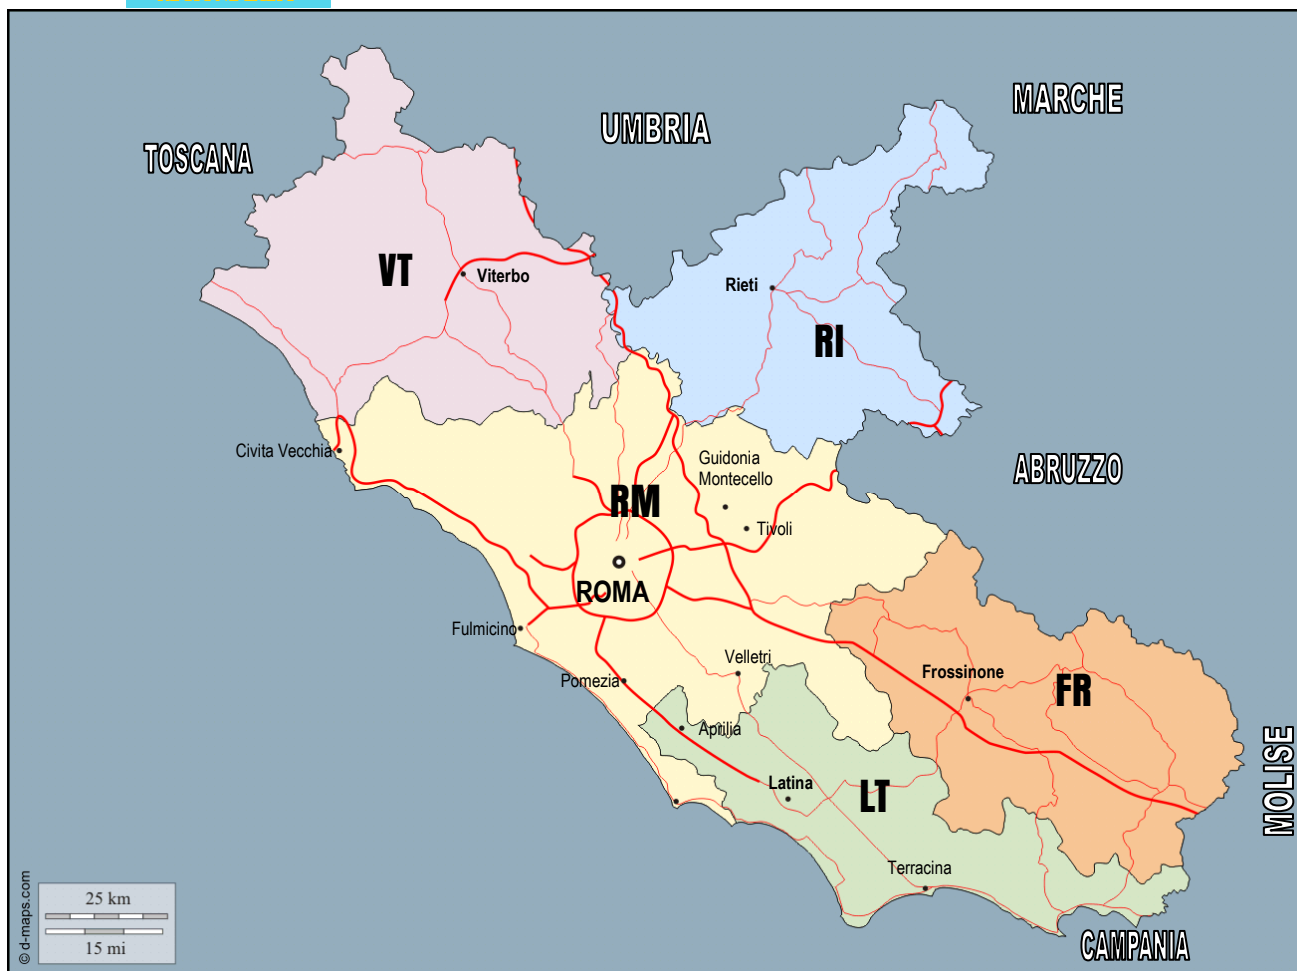 MARCHE
UMBRIA
TOSCANA
VT
Viterbo
Rieti
RI
Civita Vecchia
Guidonia
Montecello
ABRUZZO
RM
Tivoli
ROMA
Fulmicino
Velletri
Pomezia
Frossinone
FR
Aprilia
Latina
LT
MOLISE
Terracina
CAMPANIA
25 km
15 mi
© d-maps.com